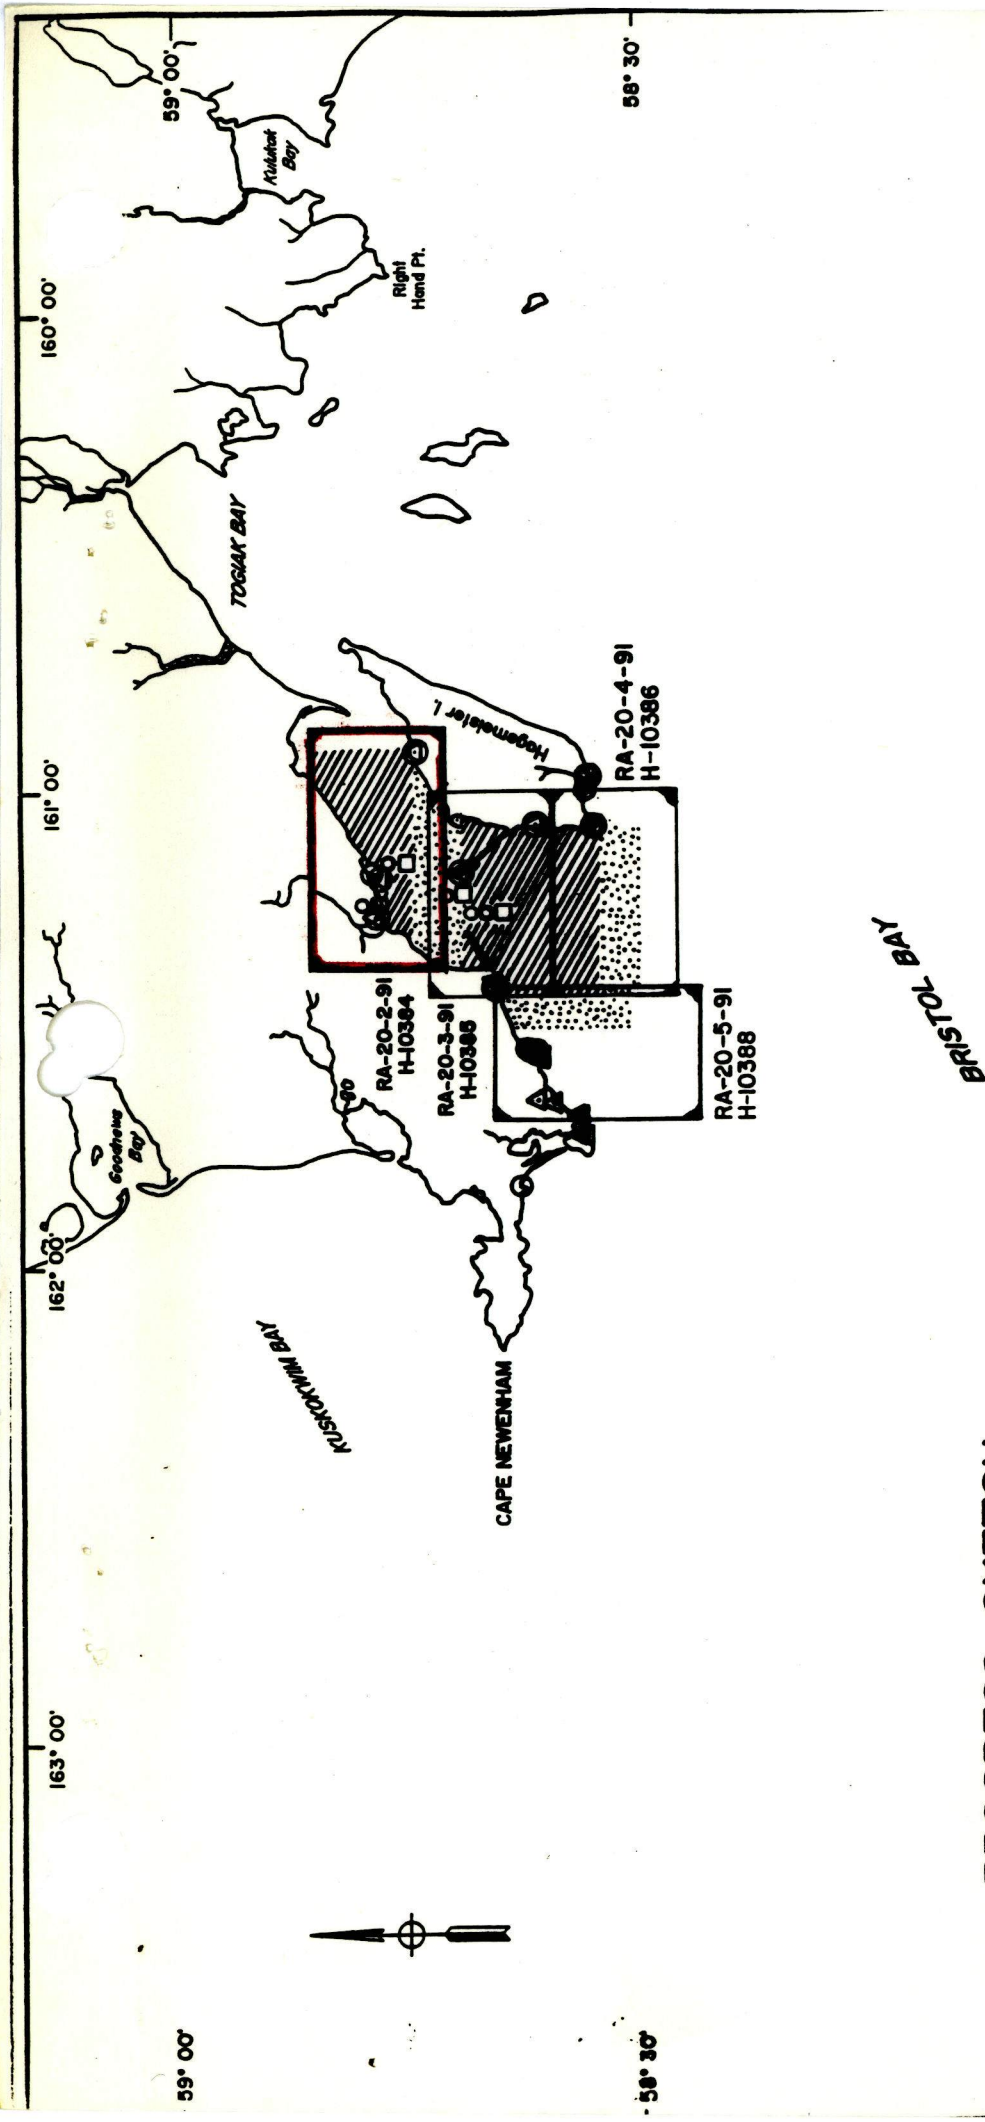 163° 00'
162° 00'
161° 00'
160° 00'
59° 00'
59° 00'
Goodnews
Bay
Kulukak
Bay
KUSKOKWIM BAY
TOGIAK BAY
Right
Hand Pt.
RA-20-2-91
H-10384
Hagemeister I.
RA-20-3-91
H-10385
CAPE NEWENHAM
58° 30'
58° 30'
RA-20-4-91
H-10386
RA-20-5-91
H-10388
BRISTOL BAY